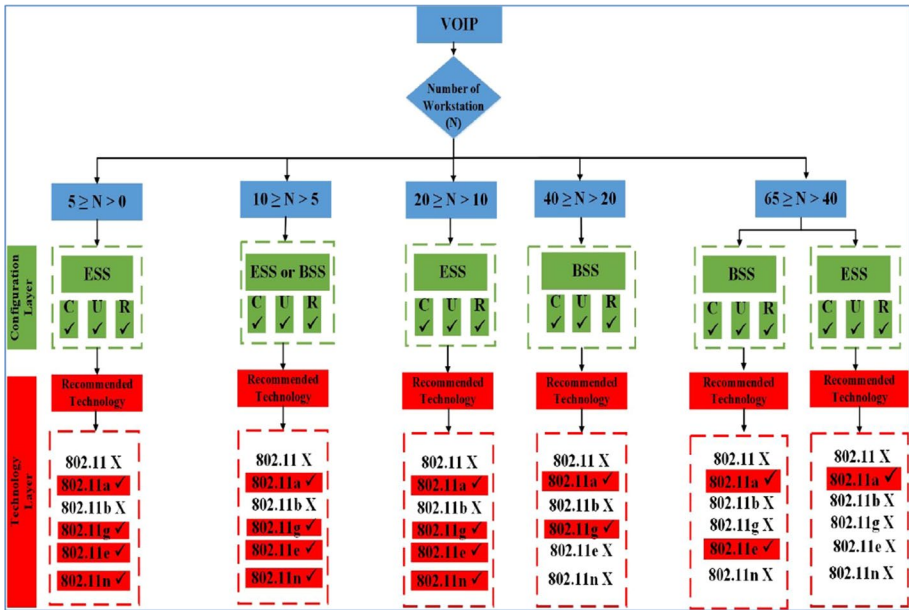 VOIP
Number of
Workstation
(N)
5 ≥ N > 0
10 ≥ N > 5
20 ≥ N > 10
40 ≥ N > 20
65 ≥ N > 40
Configuration
Layer
ESS
C U R
✓ ✓ ✓
ESS or BSS
C U R
✓ ✓ ✓
ESS
C U R
✓ ✓ ✓
BSS
C U R
✓ ✓ ✓
BSS
C U R
✓ ✓ ✓
ESS
C U R
✓ ✓ ✓
Technology
Layer
Recommended
Technology
802.11 X
802.11a ✓
802.11b X
802.11g ✓
802.11e ✓
802.11n ✓
Recommended
Technology
802.11 X
802.11a ✓
802.11b X
802.11g ✓
802.11e ✓
802.11n ✓
Recommended
Technology
802.11 X
802.11a ✓
802.11b X
802.11g ✓
802.11e ✓
802.11n ✓
Recommended
Technology
802.11 X
802.11a ✓
802.11b X
802.11g ✓
802.11e X
802.11n X
Recommended
Technology
802.11 X
802.11a ✓
802.11b X
802.11g X
802.11e ✓
802.11n X
Recommended
Technology
802.11 X
802.11a ✓
802.11b X
802.11g X
802.11e X
802.11n X